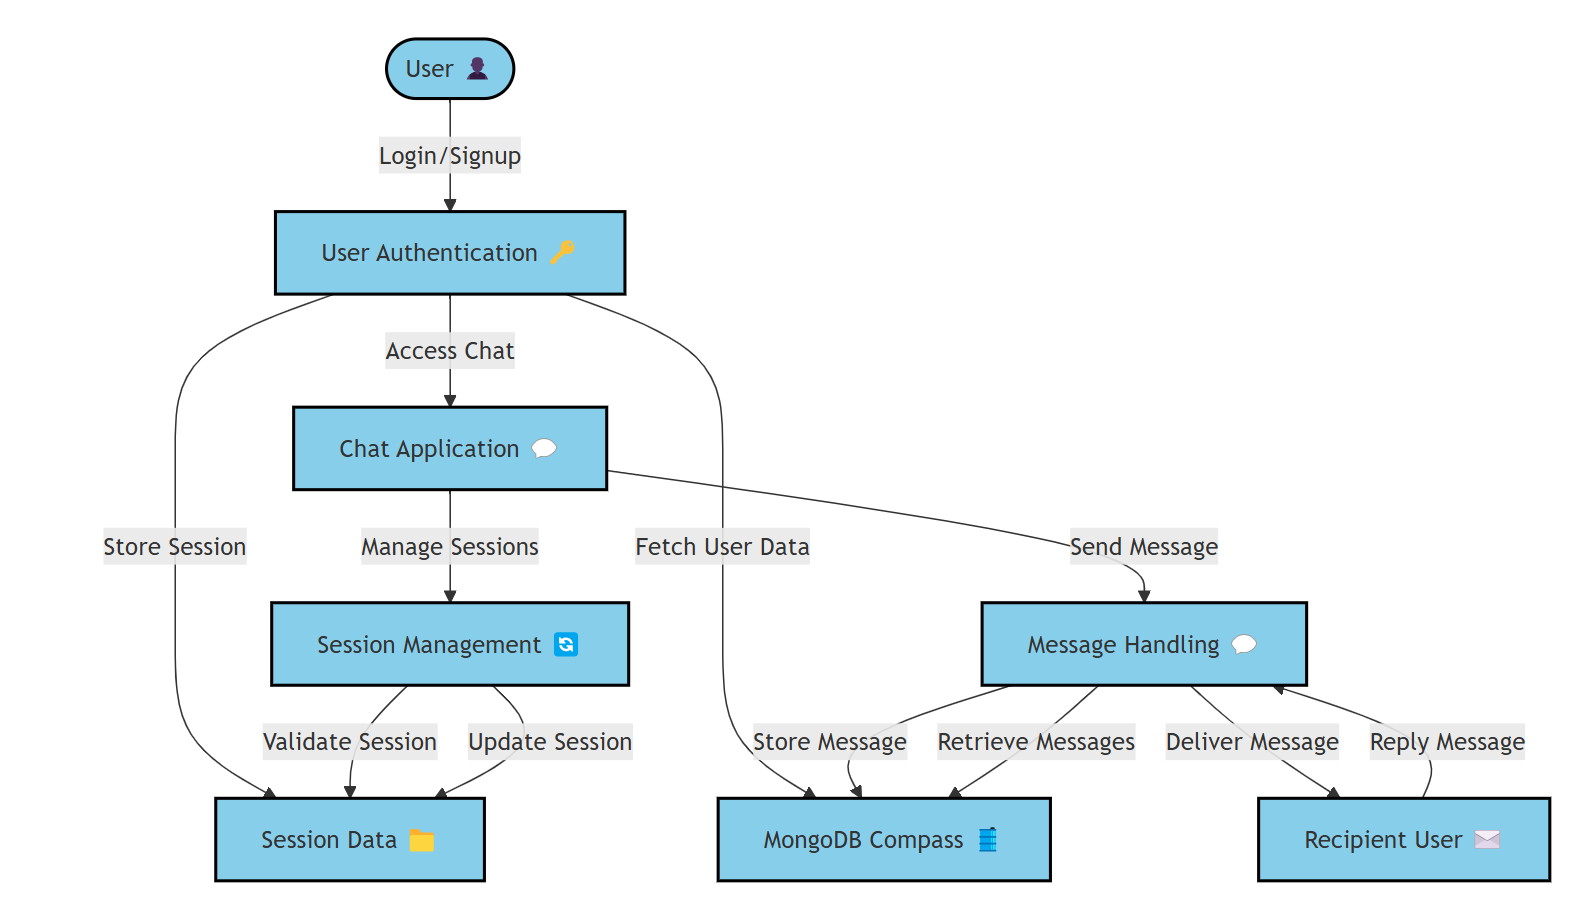 User
Login/Signup
User Authentication
Access Chat
Chat Application
Store Session
Manage Sessions
Fetch User Data
Send Message
Session Management
Message Handling
Validate Session
Update Session
Store Message
Retrieve Messages
Deliver Message
Reply Message
Session Data
MongoDB Compass
Recipient User